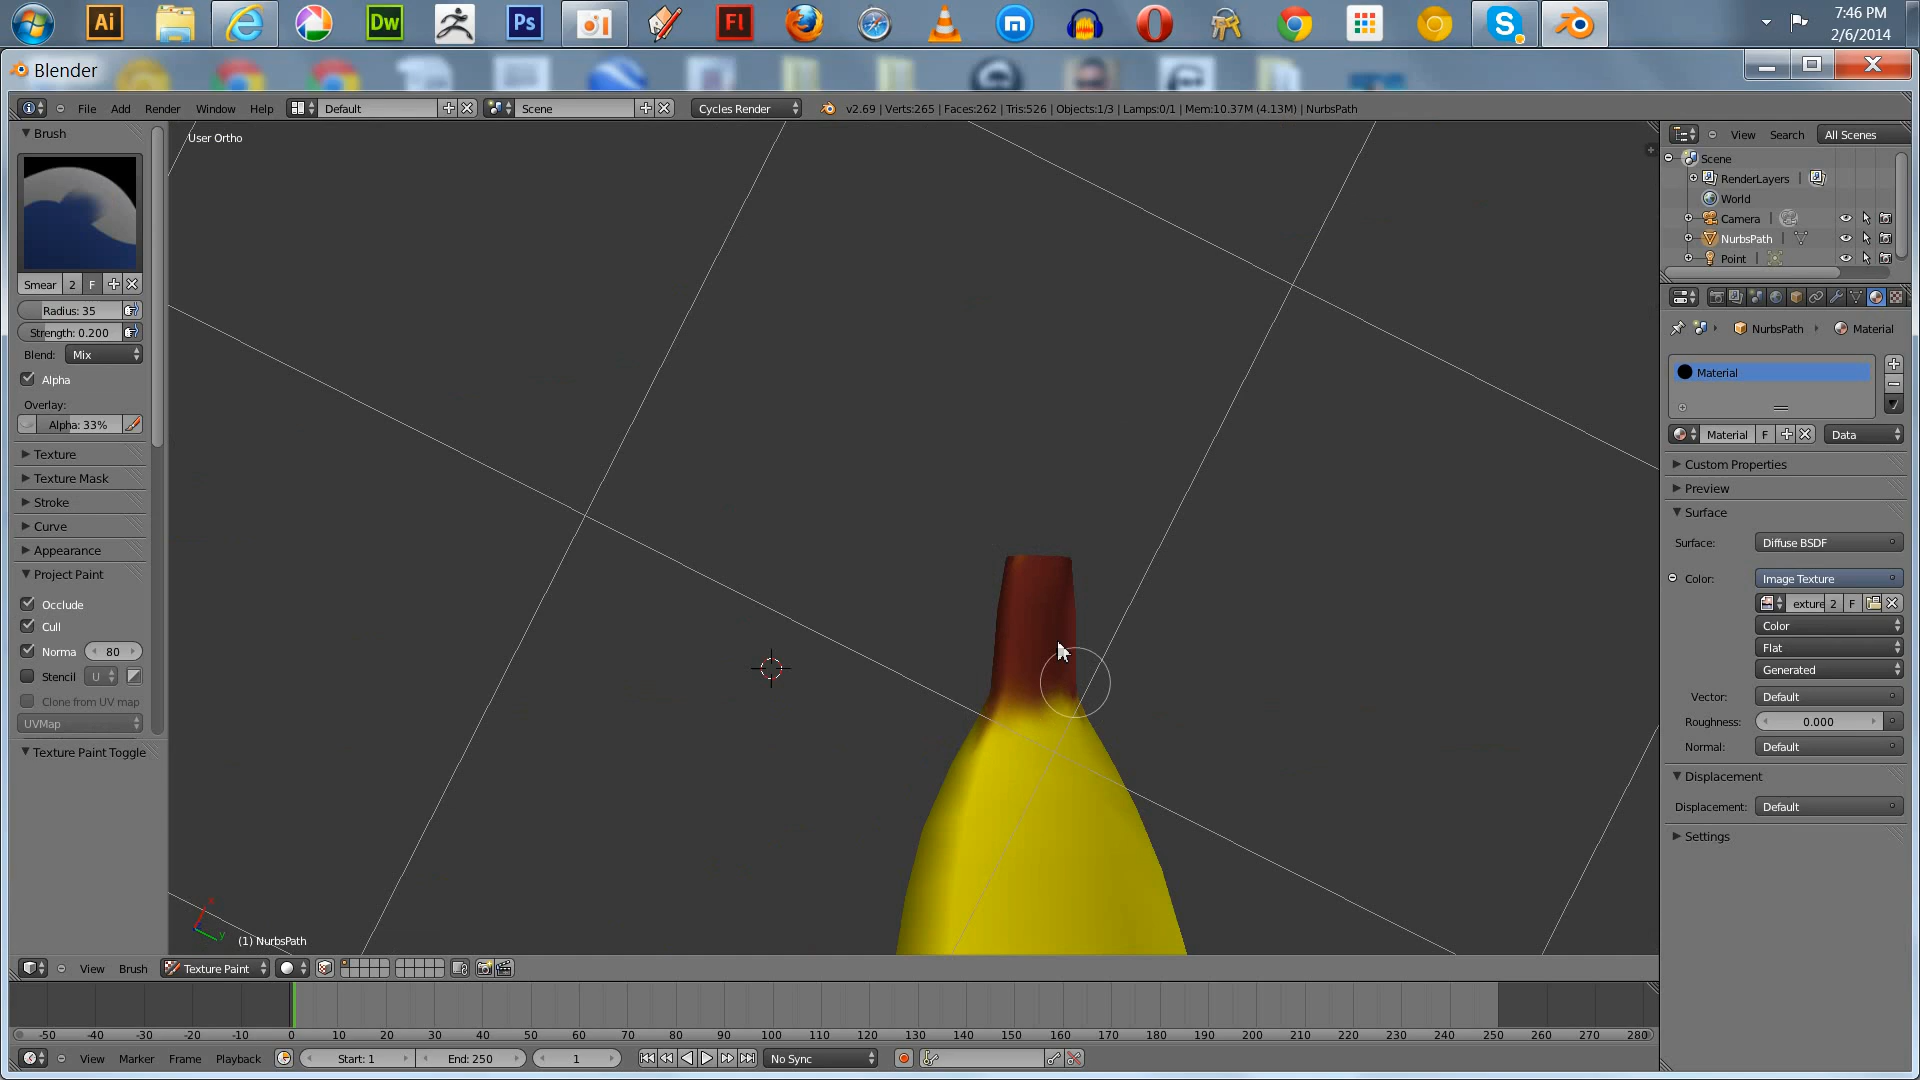 Ai
Dw
Ps
Fl
7:46 PM
2/6/2014
Blender
File Add Render Window Help Default Scene Cycles Render v2.69 | Verts:265 | Faces:262 | Tris:526 | Objects:1/3 | Lamps:0/1 | Mem:10.37M (4.13M) | NurbsPath
Brush
User Ortho
View Search All Scenes
Scene
RenderLayers
World
Camera
NurbsPath
Point
Smear 2 F
Radius: 35
Strength: 0.200
Blend: Mix
Alpha
Overlay:
Alpha: 33%
Texture
Texture Mask
Stroke
Curve
Appearance
Project Paint
Occlude
Cull
Norma 80
Stencil U
Clone from UV map
UVMap
Texture Paint Toggle
NurbsPath Material
Material
Material F Data
Custom Properties
Preview
Surface
Surface: Diffuse BSDF
Color: Image Texture
exture 2 F
Color
Flat
Generated
Vector: Default
Roughness: 0.000
Normal: Default
Displacement
Displacement: Default
Settings
x
y
(1) NurbsPath
View Brush Texture Paint
-50 -40 -30 -20 -10 0 10 20 30 40 50 60 70 80 90 100 110 120 130 140 150 160 170 180 190 200 210 220 230 240 250 260 270 280
View Marker Frame Playback Start: 1 End: 250 1 No Sync